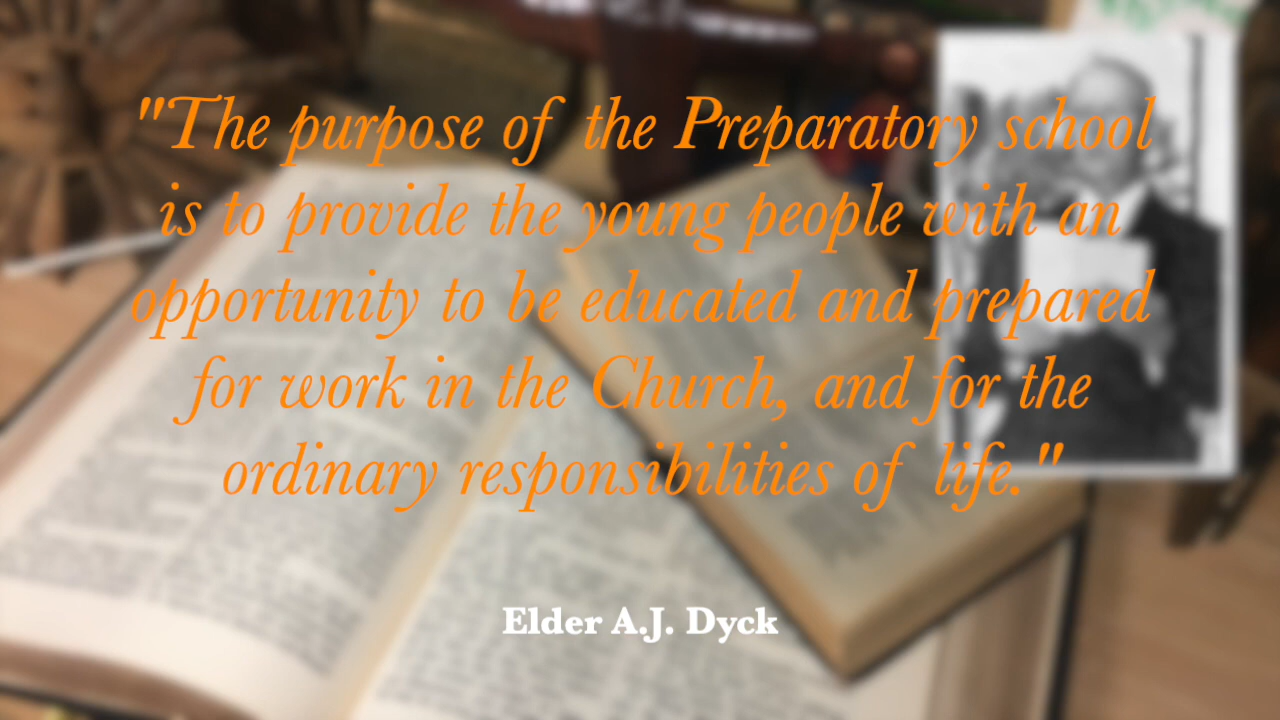 "The purpose of the Preparatory school
is to provide the young people with an
opportunity to be educated and prepared
for work in the Church, and for the
ordinary responsibilities of life."
Elder A.J. Dyck